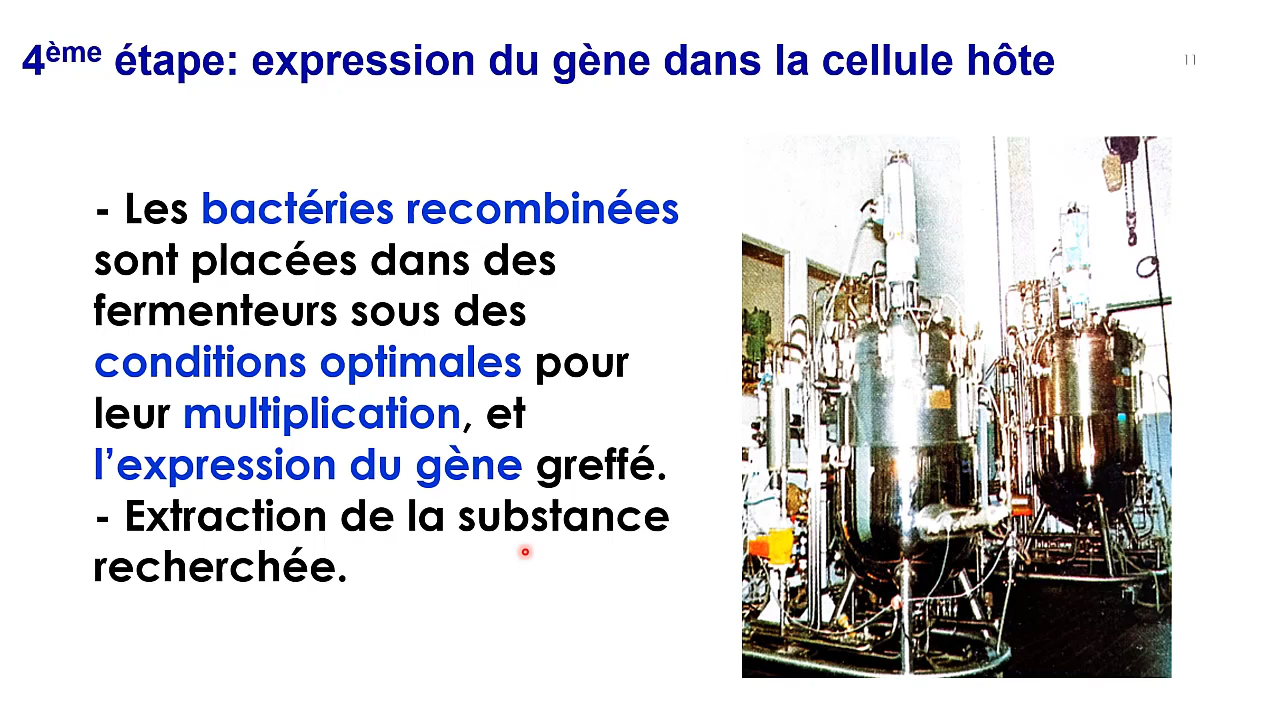 4ème étape: expression du gène dans la cellule hôte
11
- Les bactéries recombinées
sont placées dans des
fermenteurs sous des
conditions optimales pour
leur multiplication, et
l’expression du gène greffé.
- Extraction de la substance
recherchée.